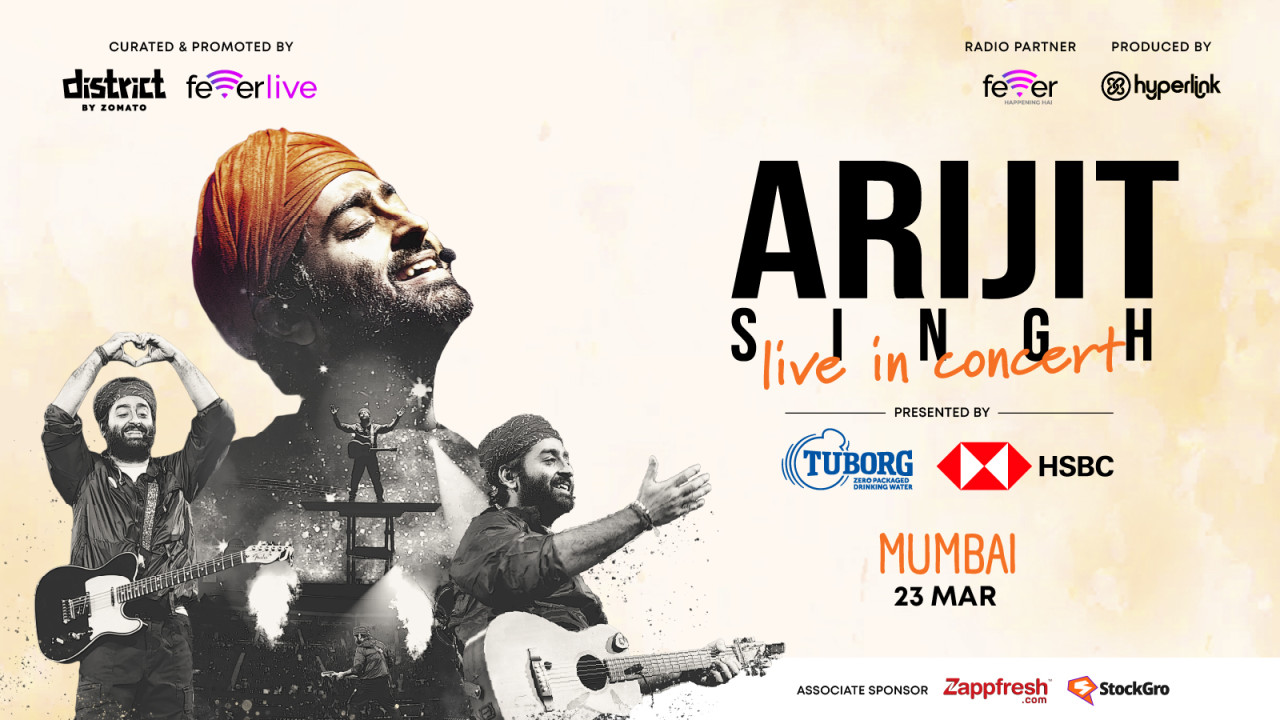 CURATED & PROMOTED BY
district
BY ZOMATO
feverlive
RADIO PARTNER
fever
HAPPENING HAI
PRODUCED BY
hyperlink
ARIJIT
SINGH
live in concert
PRESENTED BY
TUBORG
ZERO PACKAGED
DRINKING WATER
HSBC
MUMBAI
23 MAR
ASSOCIATE SPONSOR
Zappfresh™
.com
StockGro